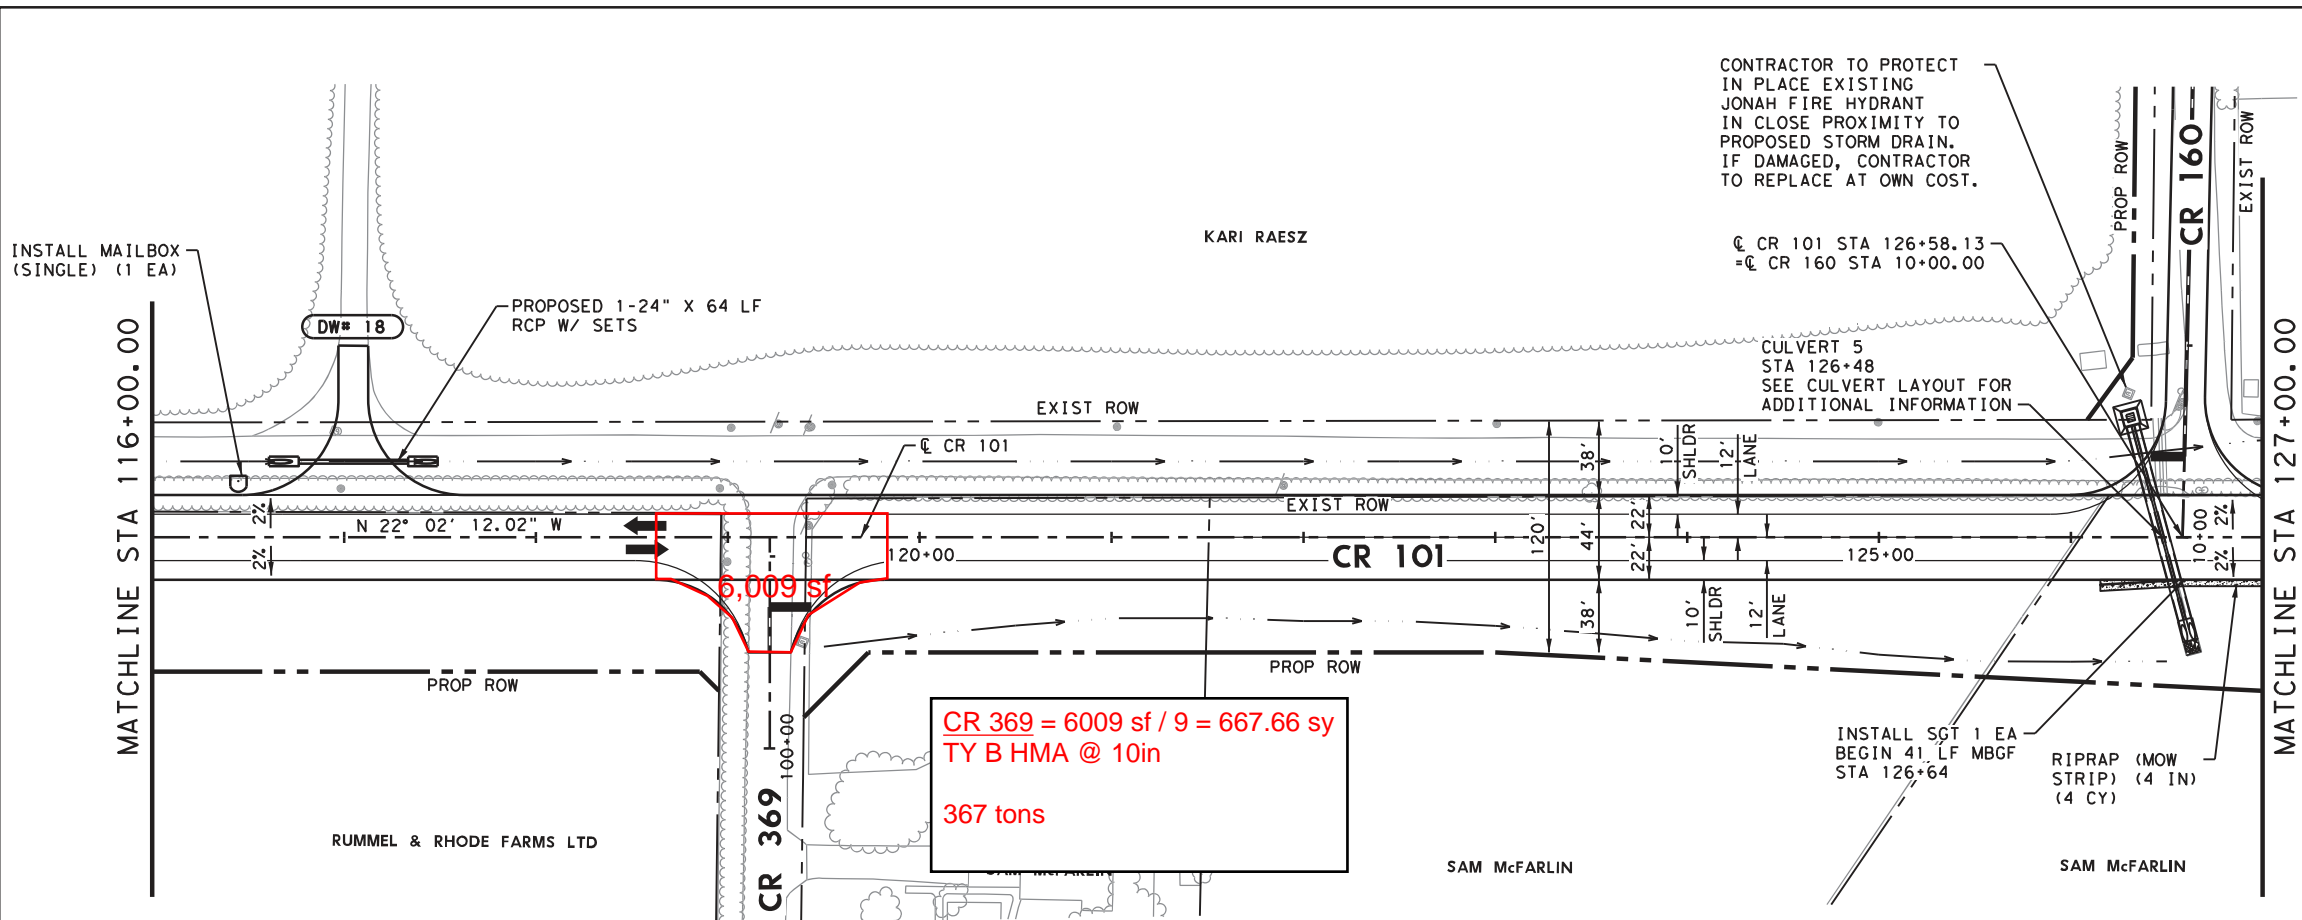 CONTRACTOR TO PROTECT
IN PLACE EXISTING
JONAH FIRE HYDRANT
IN CLOSE PROXIMITY TO
PROPOSED STORM DRAIN.
IF DAMAGED, CONTRACTOR
TO REPLACE AT OWN COST.
PROP ROW
CR 160
EXIST ROW
KARI RAESZ
℄ CR 101 STA 126+58.13
=℄ CR 160 STA 10+00.00
INSTALL MAILBOX
(SINGLE) (1 EA)
PROPOSED 1-24" X 64 LF
RCP W/ SETS
DW# 18
MATCHLINE STA 116+00.00
CULVERT 5
STA 126+48
SEE CULVERT LAYOUT FOR
ADDITIONAL INFORMATION
MATCHLINE STA 127+00.00
EXIST ROW
℄ CR 101
38'
10'
SHLDR
12'
LANE
EXIST ROW
2%
N 22° 02' 12.02" W
2%
120+00
CR 101
120'
44'
22'
22'
125+00
10+00
2%
2%
6,009 sf
38'
10'
SHLDR
12'
LANE
PROP ROW
PROP ROW
100+00
CR 369
CR 369 = 6009 sf / 9 = 667.66 sy
TY B HMA @ 10in
367 tons
INSTALL SGT 1 EA
BEGIN 41 LF MBGF
STA 126+64
RIPRAP (MOW
STRIP) (4 IN)
(4 CY)
RUMMEL & RHODE FARMS LTD
SAM McFARLIN
SAM McFARLIN
SAM McFARLIN